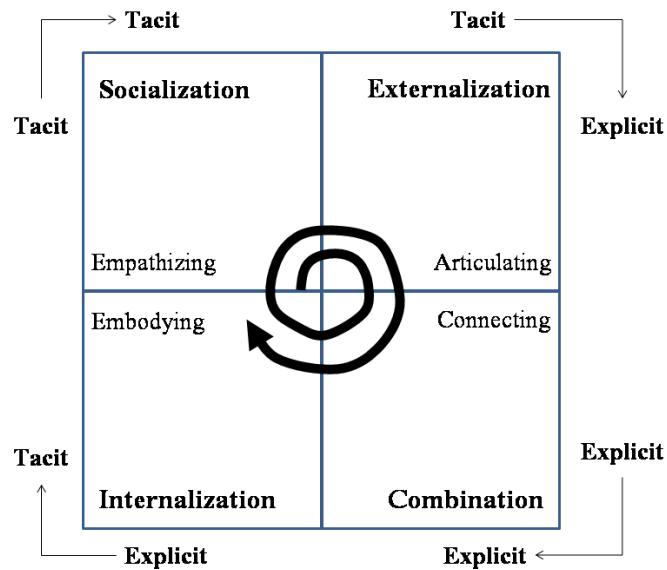 Tacit
Tacit
Socialization
Externalization
Tacit
Explicit
Empathizing
Articulating
Embodying
Connecting
Tacit
Explicit
Internalization
Combination
Explicit
Explicit